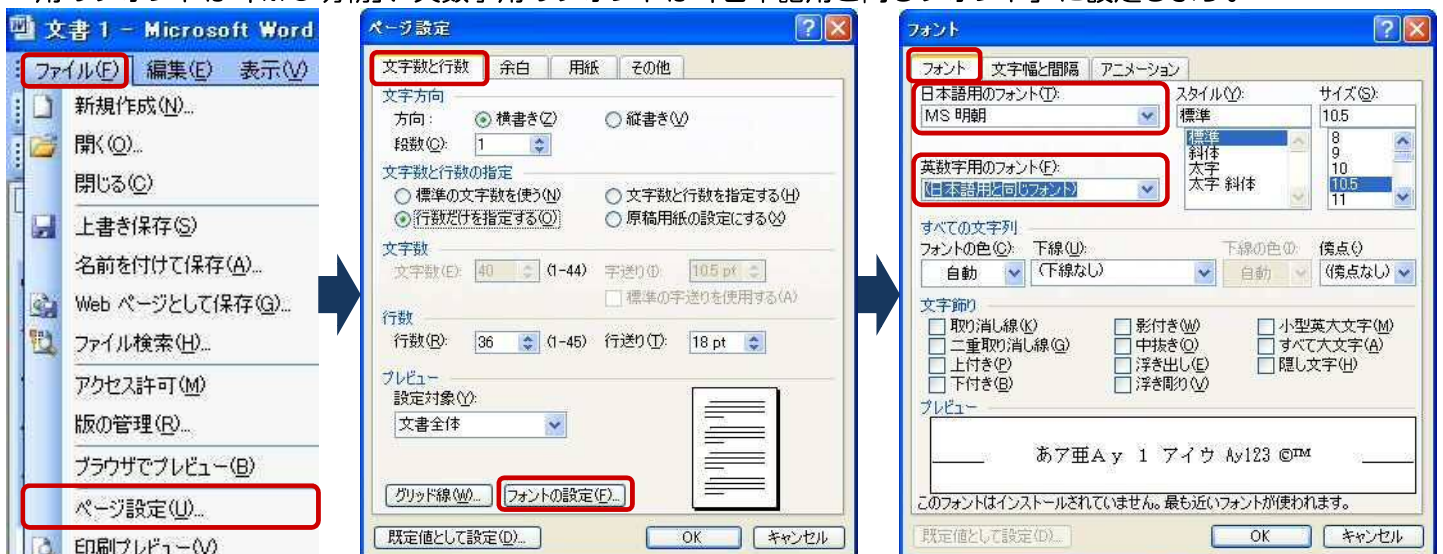 文書 1 - Microsoft Word
ファイル(F) 編集(E) 表示(V)
新規作成(N)...
開く(O)...
閉じる(C)
上書き保存(S)
名前を付けて保存(A)...
Web ページとして保存(G)...
ファイル検索(H)...
アクセス許可(M)
版の管理(R)...
ブラウザでプレビュー(B)
ページ設定(U)...
印刷プレビュー(V)
ページ設定
文字数と行数 余白 用紙 その他
文字方向
方向: 横書き(Z) 縦書き(V)
段数(C): 1
文字数と行数の指定
標準の文字数を使う(N) 文字数と行数を指定する(H)
行数だけを指定する(O) 原稿用紙の設定にする(X)
文字数
文字数(E): 40 (1-44) 字送り(I): 10.5 pt
標準の字送りを使用する(A)
行数
行数(R): 36 (1-45) 行送り(T): 18 pt
プレビュー
設定対象(Y):
文書全体
グリッド線(W)... フォントの設定(F)...
既定値として設定(D)... OK キャンセル
フォント
フォント 文字幅と間隔 アニメーション
日本語用のフォント(T): スタイル(Y): サイズ(S):
MS 明朝 標準 10.5
標準 8
斜体 9
太字 10
太字 斜体 10.5
11
英数字用のフォント(F):
(日本語用と同じフォント)
すべての文字列
フォントの色(C): 下線(U): 下線の色(I): 傍点(·)
自動 (下線なし) 自動 (傍点なし)
文字飾り
取り消し線(K) 影付き(W) 小型英大文字(M)
二重取り消し線(G) 中抜き(O) すべて大文字(A)
上付き(P) 浮き出し(E) 隠し文字(H)
下付き(B) 浮き彫り(V)
プレビュー
あア亜Ay 1 アイウ Ay123 ©™
このフォントはインストールされていません。最も近いフォントが使われます。
既定値として設定(D)... OK キャンセル